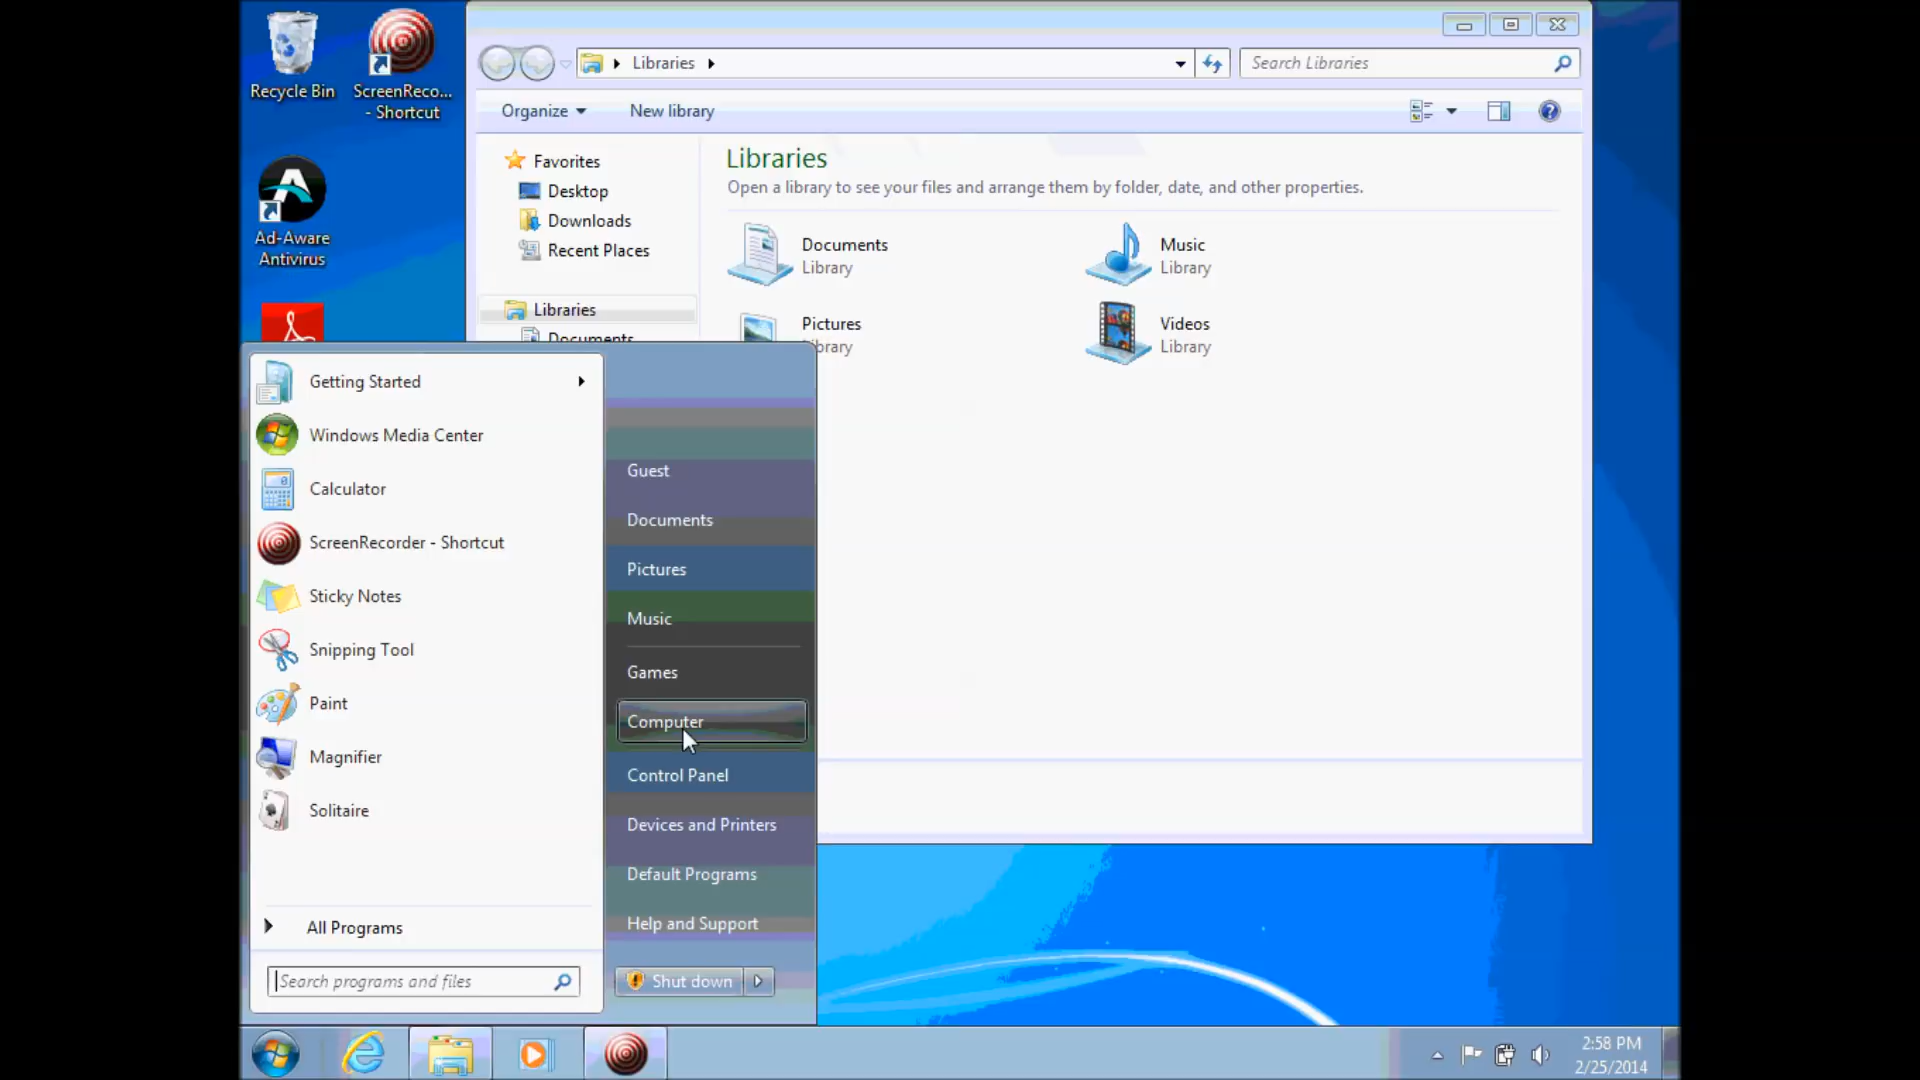 Recycle Bin
ScreenReco...
- Shortcut
Ad-Aware
Antivirus
Libraries
Search Libraries
Organize
New library
Favorites
Desktop
Downloads
Recent Places
Libraries
Documents
Libraries
Open a library to see your files and arrange them by folder, date, and other properties.
Documents
Library
Music
Library
Pictures
Library
Videos
Library
Getting Started
Windows Media Center
Calculator
ScreenRecorder - Shortcut
Sticky Notes
Snipping Tool
Paint
Magnifier
Solitaire
All Programs
Search programs and files
Guest
Documents
Pictures
Music
Games
Computer
Control Panel
Devices and Printers
Default Programs
Help and Support
Shut down
2:58 PM
2/25/2014